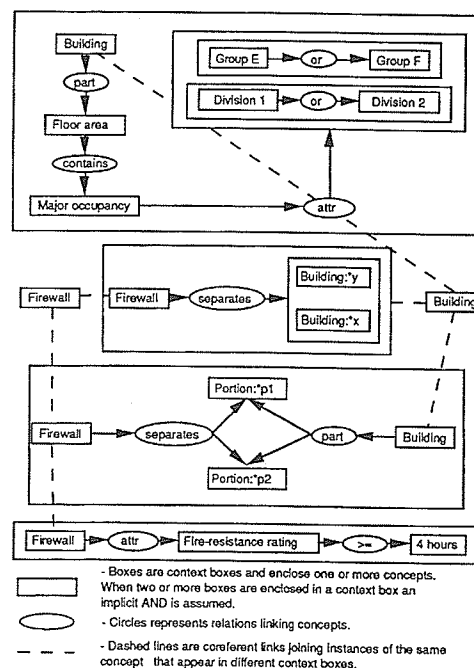 Building
Group E or Group F
part
Division 1 or Division 2
Floor area
contains
Major occupancy attr
Building:*y
Firewall Firewall separates Building
Building:*x
Portion:*p1
Firewall separates part Building
Portion:*p2
Firewall attr Fire-resistance rating >= 4 hours
- Boxes are context boxes and enclose one or more concepts.
When two or more boxes are enclosed in a context box an
implicit AND is assumed.
- Circles represents relations linking concepts.
- Dashed lines are coreferent links joining instances of the same
concept that appear in different context boxes.